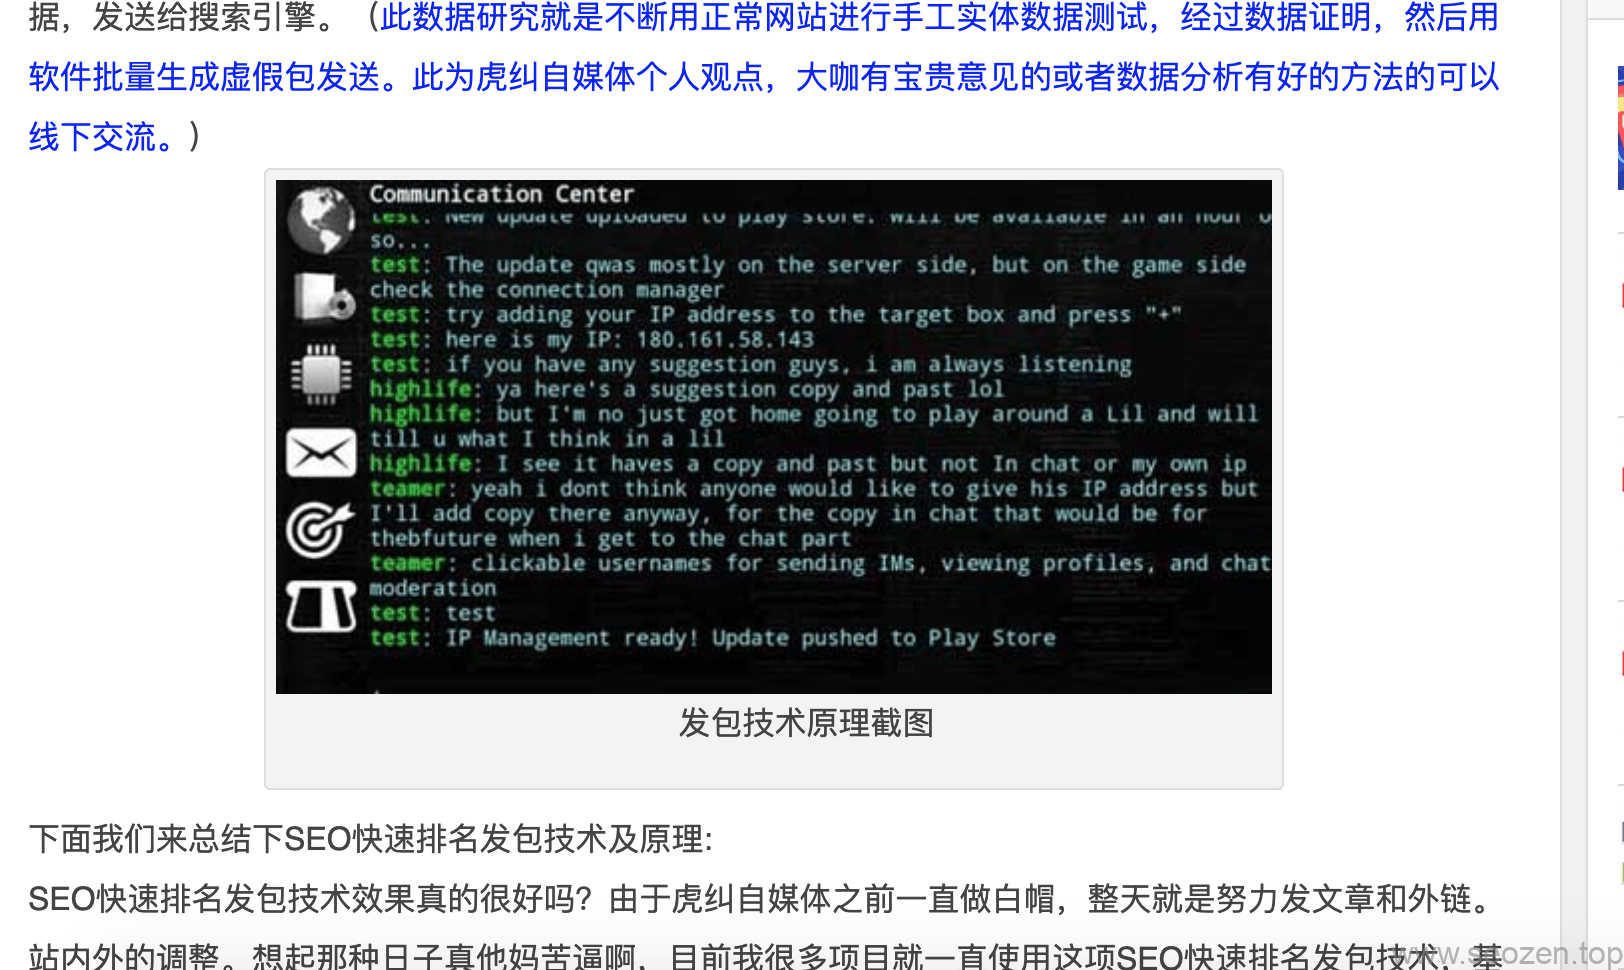 据，发送给搜索引擎。（此数据研究就是不断用正常网站进行手工实体数据测试，经过数据证明，然后用
软件批量生成虚假包发送。此为虎纠自媒体个人观点，大咖有宝贵意见的或者数据分析有好的方法的可以
线下交流。）
Communication Center
test: New update uploaded to play store. will be available in an hour o
so...
test: The update qwas mostly on the server side, but on the game side
check the connection manager
test: try adding your IP address to the target box and press "+"
test: here is my IP: 180.161.58.143
test: if you have any suggestion guys, i am always listening
highlife: ya here's a suggestion copy and past lol
highlife: but I'm no just got home going to play around a Lil and will
till u what I think in a lil
highlife: I see it haves a copy and past but not In chat or my own ip
teamer: yeah i dont think anyone would like to give his IP address but
I'll add copy there anyway, for the copy in chat that would be for
thebfuture when i get to the chat part
teamer: clickable usernames for sending IMs, viewing profiles, and chat
moderation
test: test
test: IP Management ready! Update pushed to Play Store
发包技术原理截图
下面我们来总结下SEO快速排名发包技术及原理:
SEO快速排名发包技术效果真的很好吗？由于虎纠自媒体之前一直做白帽，整天就是努力发文章和外链。
站内外的调整。想起那种日子真他妈苦逼啊，目前我很多项目就一直使用这项SEO快速排名发包技术，基
www.seozen.top